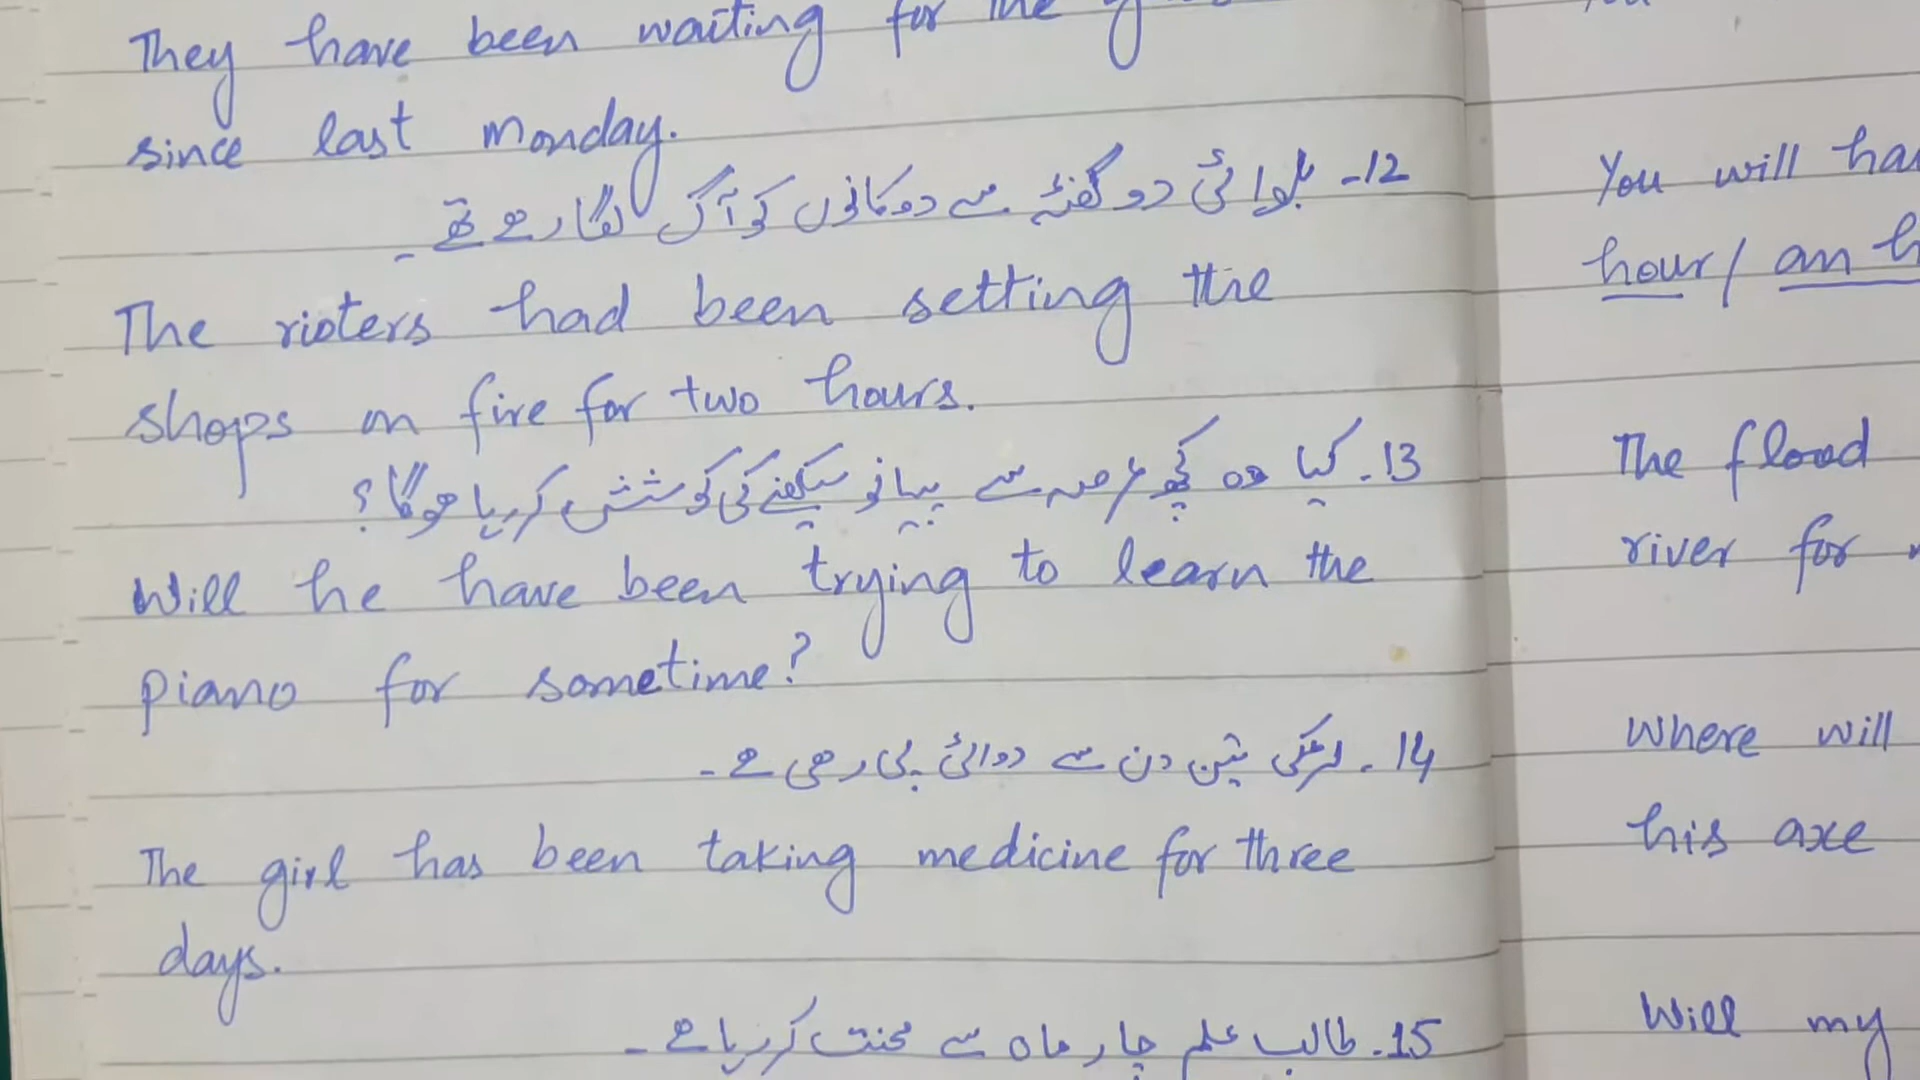 They have been waiting for the
since last Monday.
12- بلوائی دو گھنٹہ سے دوکانوں کو آگ لگا رہے تھے۔
The rioters had been setting the
shops on fire for two hours.
13۔ کیا وہ کچھ عرصہ سے پیانو سیکھنے کی کوشش کر رہا ہوگا؟
Will he have been trying to learn the
piano for sometime?
14۔ لڑکی تین دن سے دوائی پی رہی ہے۔
The girl has been taking medicine for three
days.
15۔ طالب علم چار ماہ سے محنت کر رہا ہے۔
You will
hour / an
The flood
river for
Where will
his axe
Will my